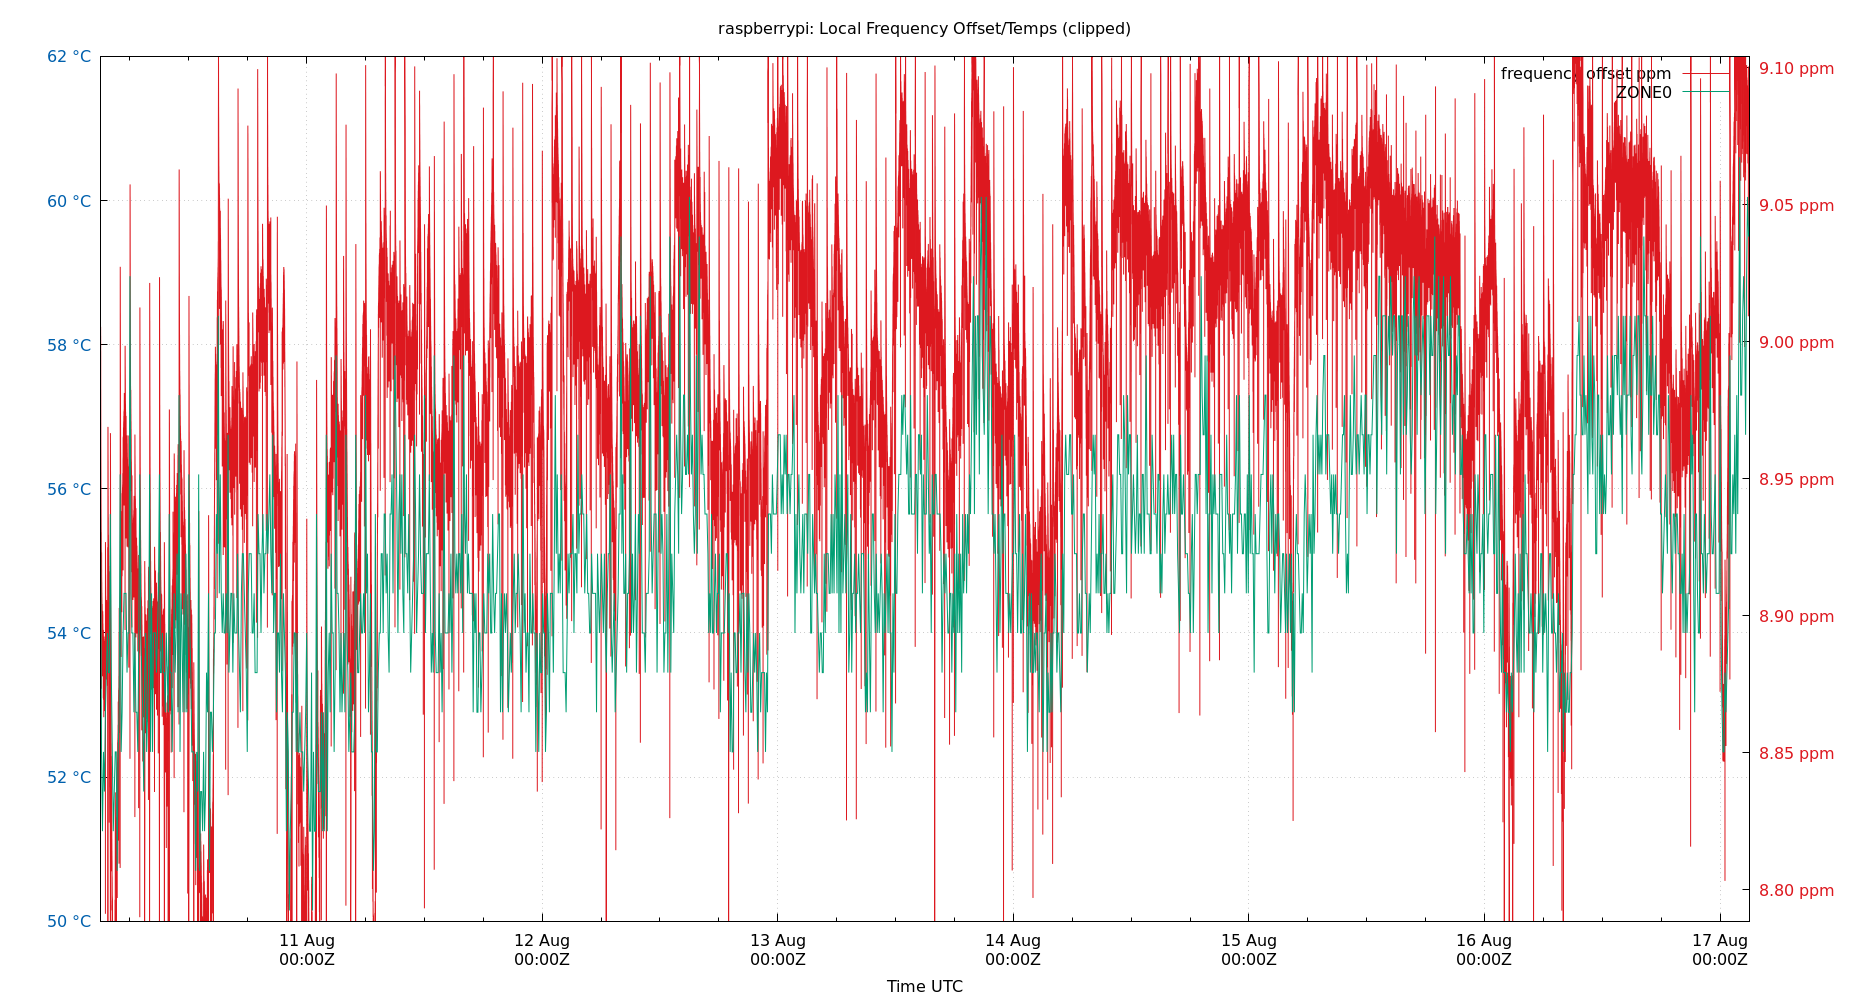 raspberrypi: Local Frequency Offset/Temps (clipped)
62 °C
60 °C
58 °C
56 °C
54 °C
52 °C
50 °C
frequency offset ppm
ZONE0
9.10 ppm
9.05 ppm
9.00 ppm
8.95 ppm
8.90 ppm
8.85 ppm
8.80 ppm
11 Aug 12 Aug 13 Aug 14 Aug 15 Aug 16 Aug 17 Aug
00:00Z 00:00Z 00:00Z 00:00Z 00:00Z 00:00Z 00:00Z
Time UTC